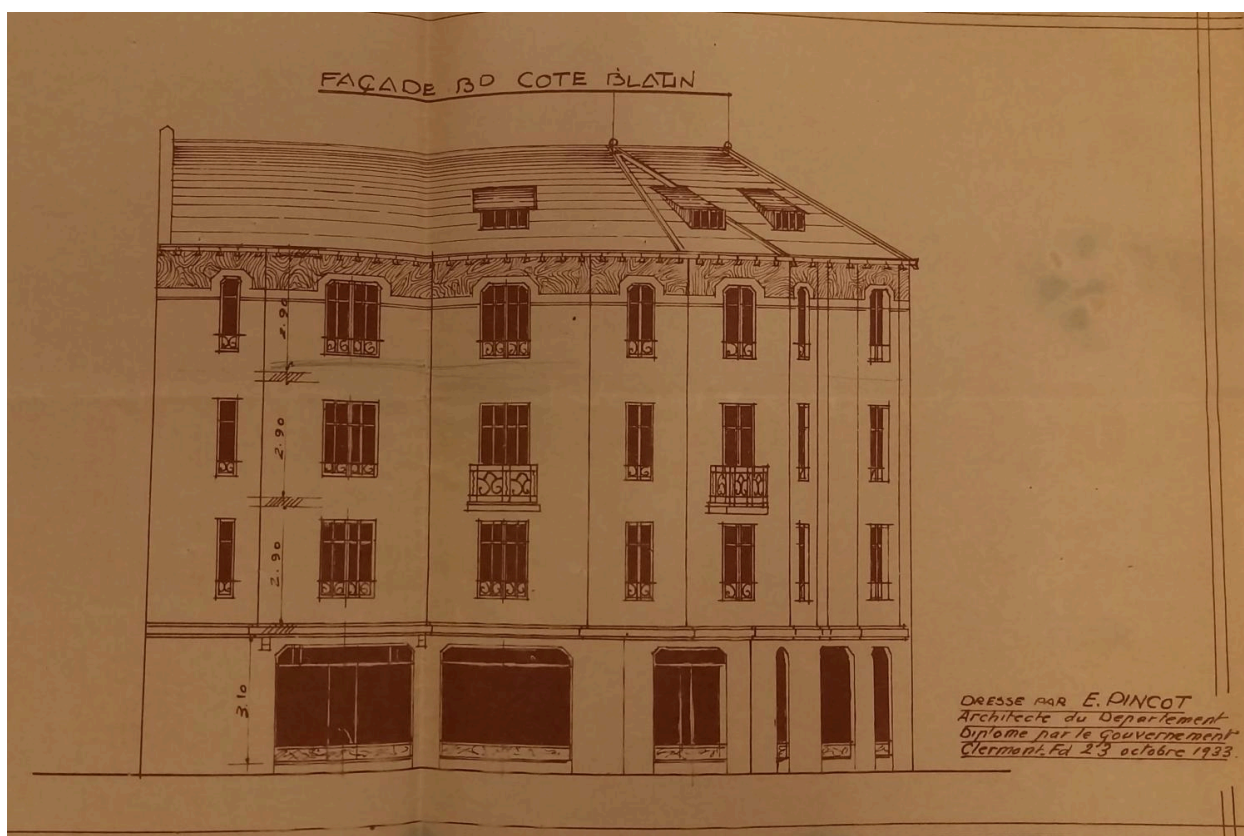 FAÇADE BD COTE BLATIN
2.90
2.90
2.90
3.10
DRESSE PAR E. PINCOT
Architecte du Departement
Diplome par le Gouvernement
Clermont.Fd 23 octobre 1933.